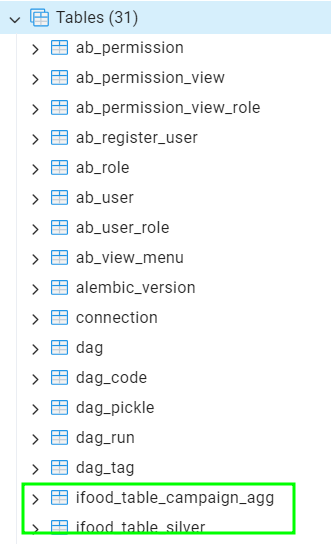 Tables (31)
ab_permission
ab_permission_view
ab_permission_view_role
ab_register_user
ab_role
ab_user
ab_user_role
ab_view_menu
alembic_version
connection
dag
dag_code
dag_pickle
dag_run
dag_tag
ifood_table_campaign_agg
ifood_table_silver